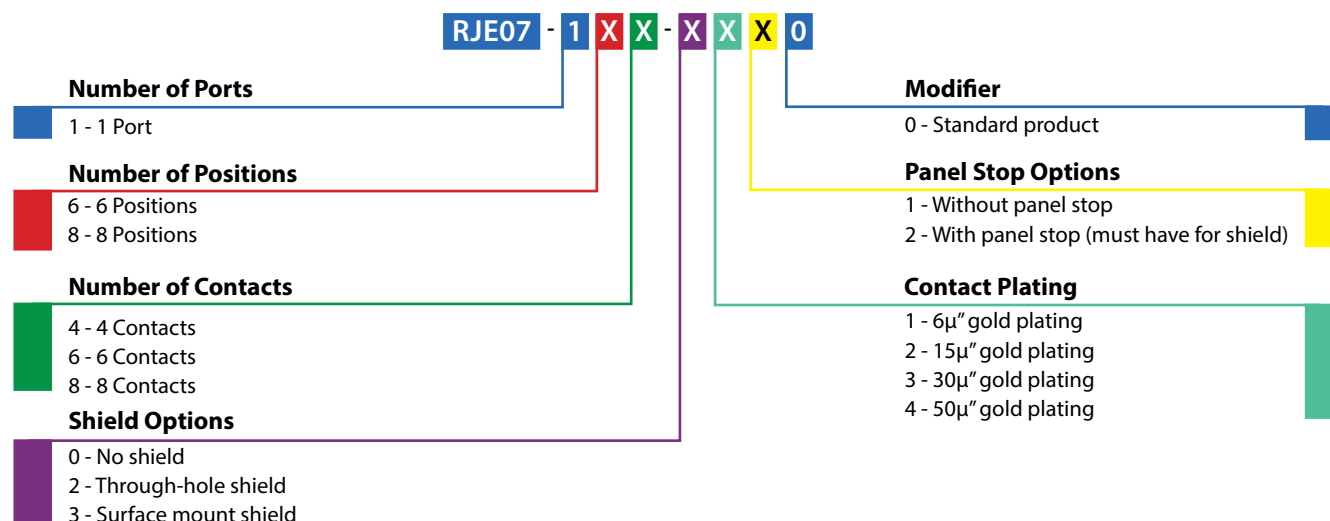 RJE07 - 1 X X - X X X 0
Number of Ports
1 - 1 Port
Number of Positions
6 - 6 Positions
8 - 8 Positions
Number of Contacts
4 - 4 Contacts
6 - 6 Contacts
8 - 8 Contacts
Shield Options
0 - No shield
2 - Through-hole shield
3 - Surface mount shield
Modifier
0 - Standard product
Panel Stop Options
1 - Without panel stop
2 - With panel stop (must have for shield)
Contact Plating
1 - 6µ” gold plating
2 - 15µ” gold plating
3 - 30µ” gold plating
4 - 50µ” gold plating